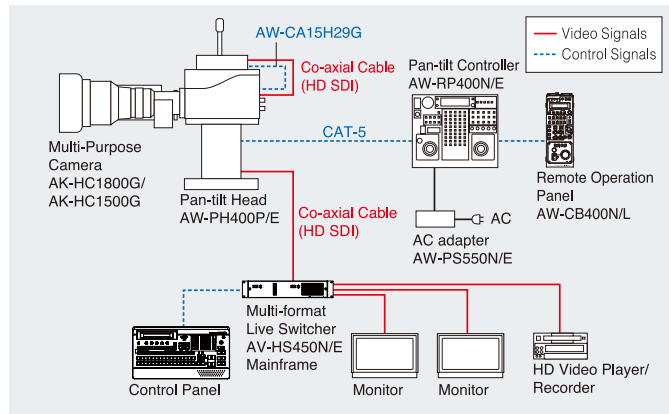 AW-CA15H29G
Video Signals
Control Signals
Co-axial Cable
(HD SDI)
Pan-tilt Controller
AW-RP400N/E
CAT-5
Multi-Purpose
Camera
AK-HC1800G/
AK-HC1500G
Pan-tilt Head
AW-PH400P/E
Remote Operation
Panel
AW-CB400N/L
Co-axial Cable
(HD SDI)
AC
AC adapter
AW-PS550N/E
Multi-format
Live Switcher
AV-HS450N/E
Mainframe
Control Panel
Monitor
Monitor
HD Video Player/
Recorder